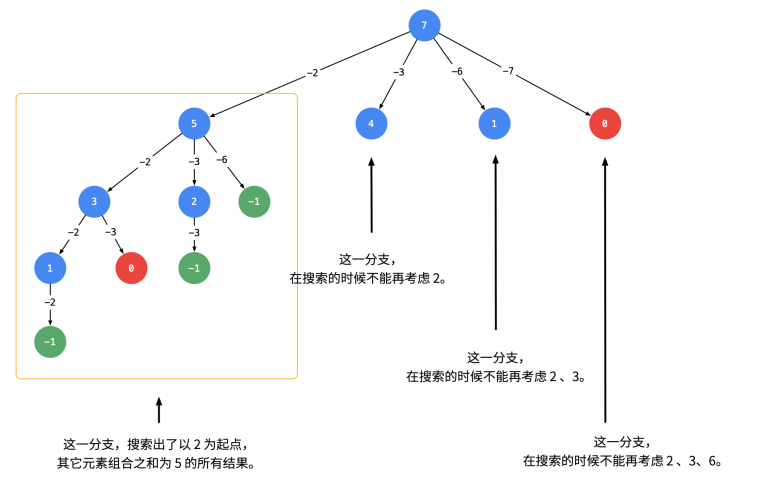 7
-2
-3
-6
-7
5
4
1
0
-2
-3
-6
3
2
-1
-2
-3
-3
1
0
-1
-2
-1
这一分支，
在搜索的时候不能再考虑 2。
这一分支，
在搜索的时候不能再考虑 2 、3。
这一分支，搜索出了以 2 为起点，
其它元素组合之和为 5 的所有结果。
这一分支，
在搜索的时候不能再考虑 2 、3、6。